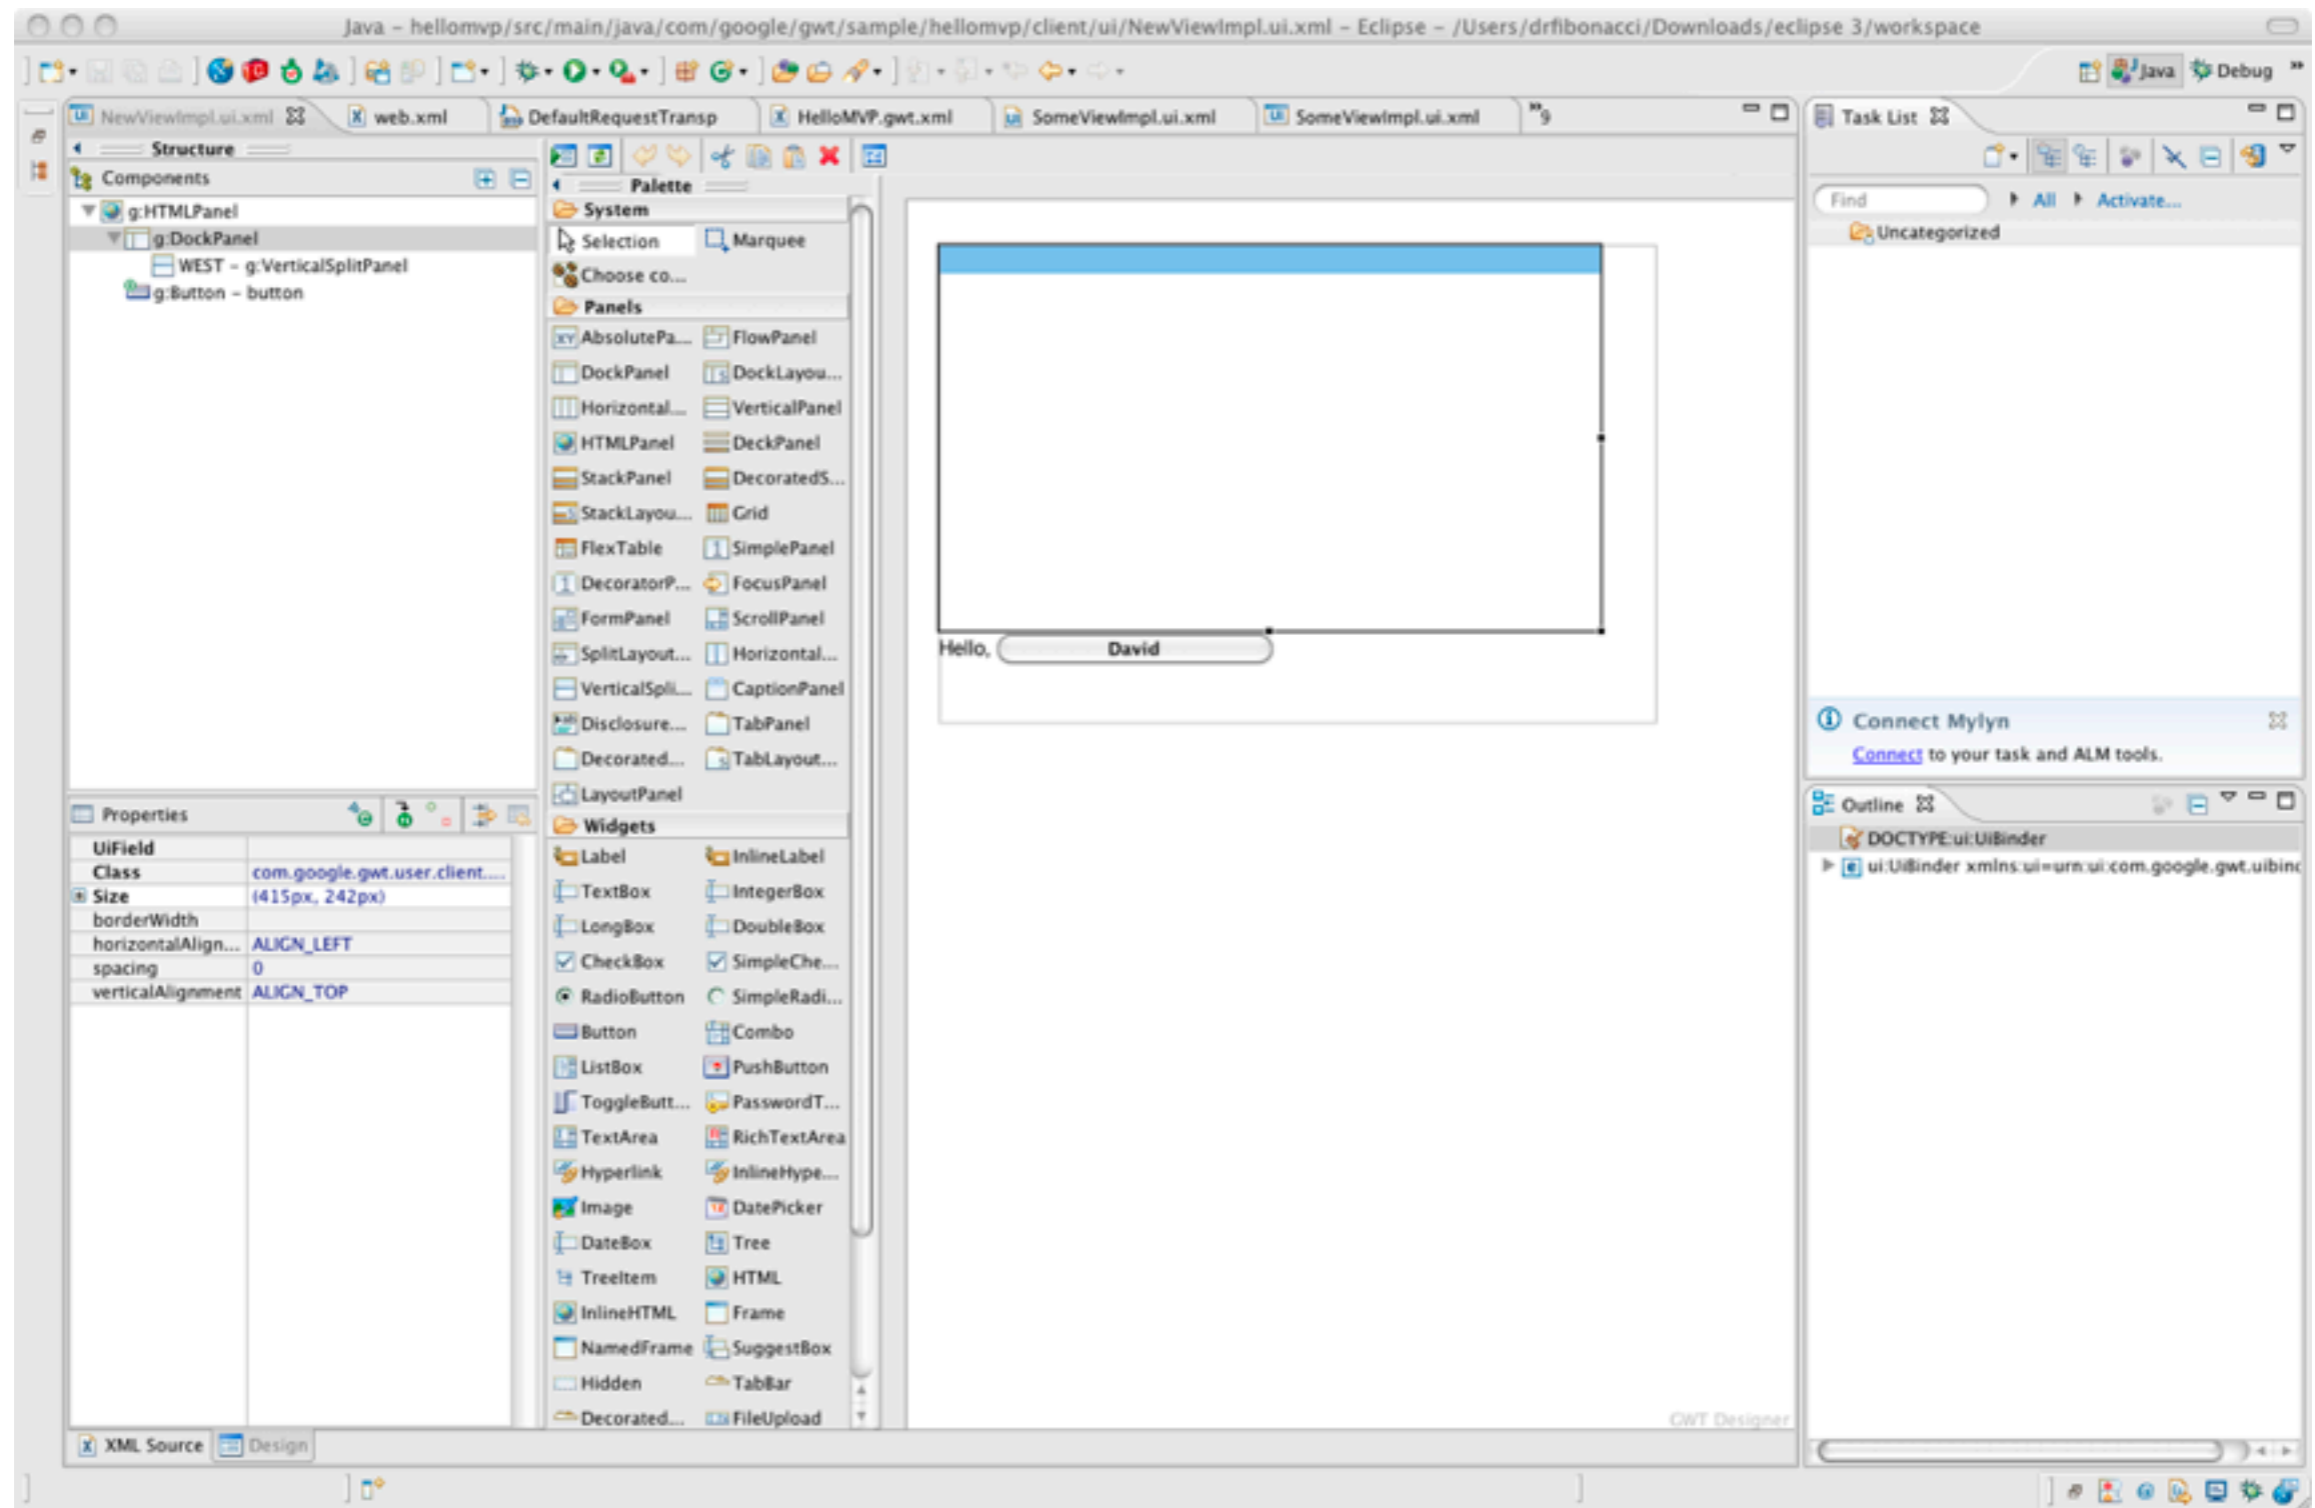 Java – hellomvp/src/main/java/com/google/gwt/sample/hellomvp/client/ui/NewViewImpl.ui.xml – Eclipse – /Users/drfibonacci/Downloads/eclipse 3/workspace
Java Debug
NewViewImpl.ui.xml web.xml DefaultRequestTransp HelloMVP.gwt.xml SomeViewImpl.ui.xml SomeViewImpl.ui.xml 9
Structure
Components
g:HTMLPanel
g:DockPanel
WEST – g:VerticalSplitPanel
g:Button – button
Properties
UiField
Class com.google.gwt.user.client....
Size (415px, 242px)
borderWidth
horizontalAlign... ALIGN_LEFT
spacing 0
verticalAlignment ALIGN_TOP
XML Source Design
Palette
System
Selection Marquee
Choose co...
Panels
AbsolutePa... FlowPanel
DockPanel DockLayou...
Horizontal... VerticalPanel
HTMLPanel DeckPanel
StackPanel DecoratedS...
StackLayou... Grid
FlexTable SimplePanel
DecoratorP... FocusPanel
FormPanel ScrollPanel
SplitLayout... Horizontal...
VerticalSpli... CaptionPanel
Disclosure... TabPanel
Decorated... TabLayout...
LayoutPanel
Widgets
Label InlineLabel
TextBox IntegerBox
LongBox DoubleBox
CheckBox SimpleChe...
RadioButton SimpleRadi...
Button Combo
ListBox PushButton
ToggleButt... PasswordT...
TextArea RichTextArea
Hyperlink InlineHype...
Image DatePicker
DateBox Tree
TreeItem HTML
InlineHTML Frame
NamedFrame SuggestBox
Hidden TabBar
Decorated... FileUpload
Hello, David
GWT Designer
Task List
Find All Activate...
Uncategorized
Connect Mylyn
Connect to your task and ALM tools.
Outline
DOCTYPE:ui:UiBinder
ui:UiBinder xmlns:ui=urn:ui:com.google.gwt.uibin